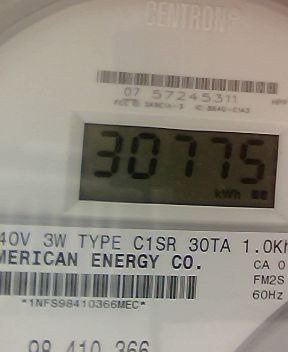 CENTRON®
07 57245311
30775
kWh
40V 3W TYPE C1SR 30TA 1.0Kh
MERICAN ENERGY CO.
CA 0
FM2S
60Hz
*1NFS98410366MEC*
98 410 366